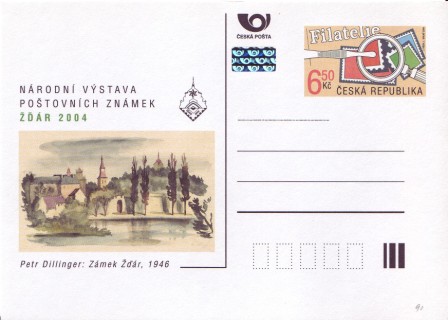 NÁRODNÍ VÝSTAVA
POŠTOVNÍCH ZNÁMEK
ŽĎÁR 2004
Petr Dillinger: Zámek Žďár, 1946
ČESKÁ POŠTA
Filatelie
6,50
Kč
ČESKÁ REPUBLIKA